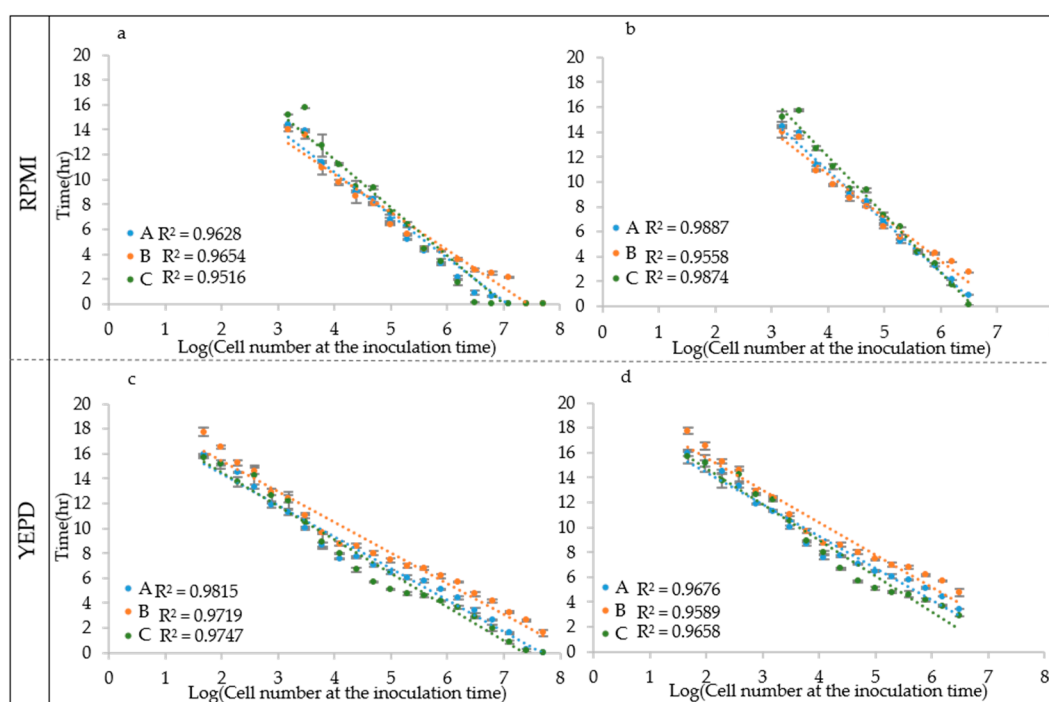 RPMI
a
Time(hr)
20
18
16
14
12
10
8
6
4
2
0
A R² = 0.9628
B R² = 0.9654
C R² = 0.9516
0 1 2 3 4 5 6 7 8
Log(Cell number at the inoculation time)
b
20
18
16
14
12
10
8
6
4
2
0
A R² = 0.9887
B R² = 0.9558
C R² = 0.9874
0 1 2 3 4 5 6 7 8
Log(Cell number at the inoculation time)
YEPD
c
Time(hr)
20
18
16
14
12
10
8
6
4
2
0
A R² = 0.9815
B R² = 0.9719
C R² = 0.9747
0 1 2 3 4 5 6 7 8
Log(Cell number at the inoculation time)
d
20
18
16
14
12
10
8
6
4
2
0
A R² = 0.9676
B R² = 0.9589
C R² = 0.9658
0 1 2 3 4 5 6 7 8
Log(Cell number at the inoculation time)